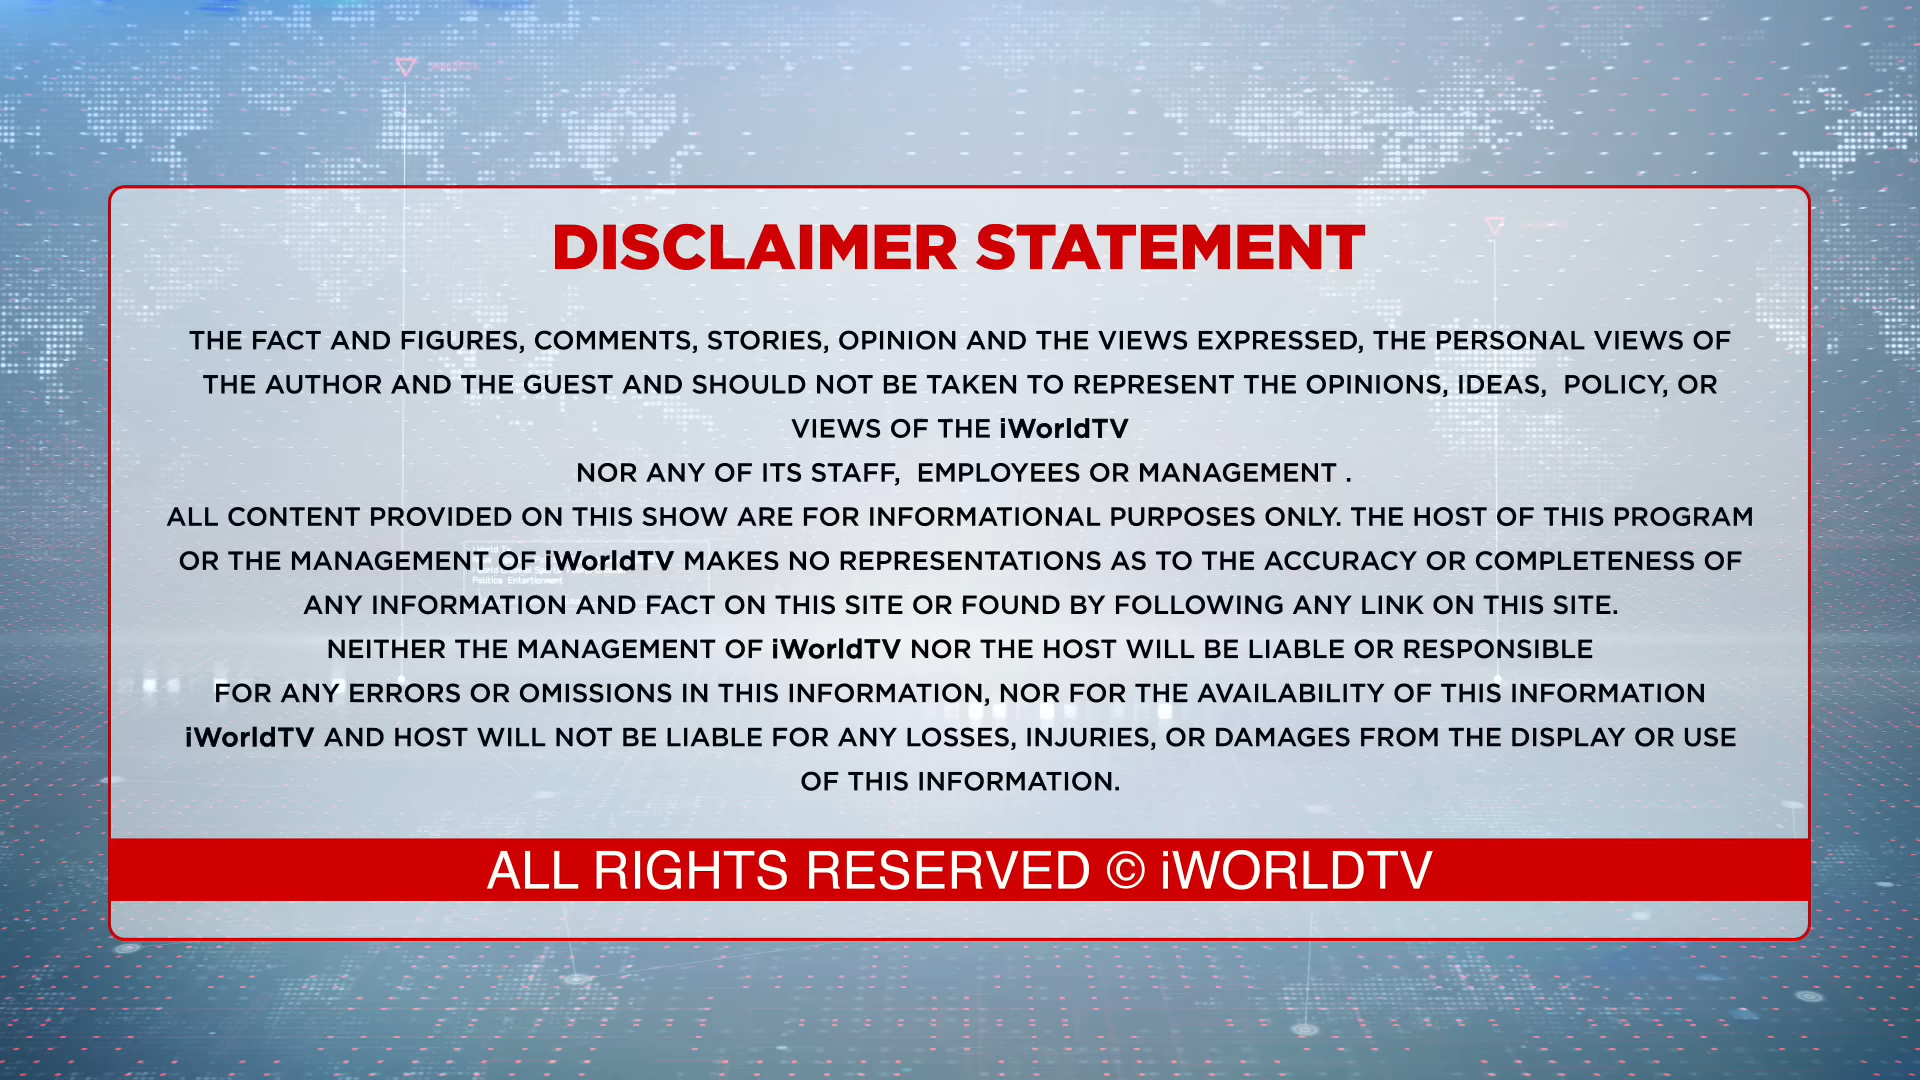 DISCLAIMER STATEMENT
THE FACT AND FIGURES, COMMENTS, STORIES, OPINION AND THE VIEWS EXPRESSED, THE PERSONAL VIEWS OF
THE AUTHOR AND THE GUEST AND SHOULD NOT BE TAKEN TO REPRESENT THE OPINIONS, IDEAS,  POLICY, OR
VIEWS OF THE iWorldTV
NOR ANY OF ITS STAFF,  EMPLOYEES OR MANAGEMENT .
ALL CONTENT PROVIDED ON THIS SHOW ARE FOR INFORMATIONAL PURPOSES ONLY. THE HOST OF THIS PROGRAM
OR THE MANAGEMENT OF iWorldTV MAKES NO REPRESENTATIONS AS TO THE ACCURACY OR COMPLETENESS OF
Politice Entertionment
ANY INFORMATION AND FACT ON THIS SITE OR FOUND BY FOLLOWING ANY LINK ON THIS SITE.
NEITHER THE MANAGEMENT OF iWorldTV NOR THE HOST WILL BE LIABLE OR RESPONSIBLE
FOR ANY ERRORS OR OMISSIONS IN THIS INFORMATION, NOR FOR THE AVAILABILITY OF THIS INFORMATION
iWorldTV AND HOST WILL NOT BE LIABLE FOR ANY LOSSES, INJURIES, OR DAMAGES FROM THE DISPLAY OR USE
OF THIS INFORMATION.
ALL RIGHTS RESERVED © iWORLDTV